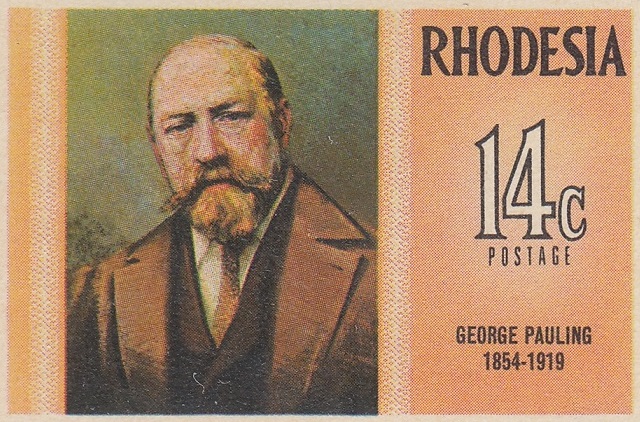 RHODESIA
14c
POSTAGE
GEORGE PAULING
1854-1919